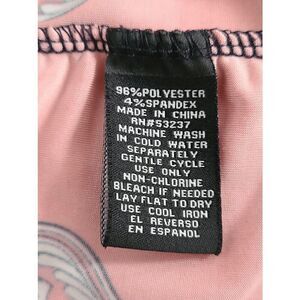 96%POLYESTER
4%SPANDEX
MADE IN CHINA
RN#53237
MACHINE WASH
IN COLD WATER
SEPARATELY
GENTLE CYCLE
USE ONLY
NON-CHLORINE
BLEACH IF NEEDED
LAY FLAT TO DRY
USE COOL IRON
EL REVERSO
EN ESPANOL